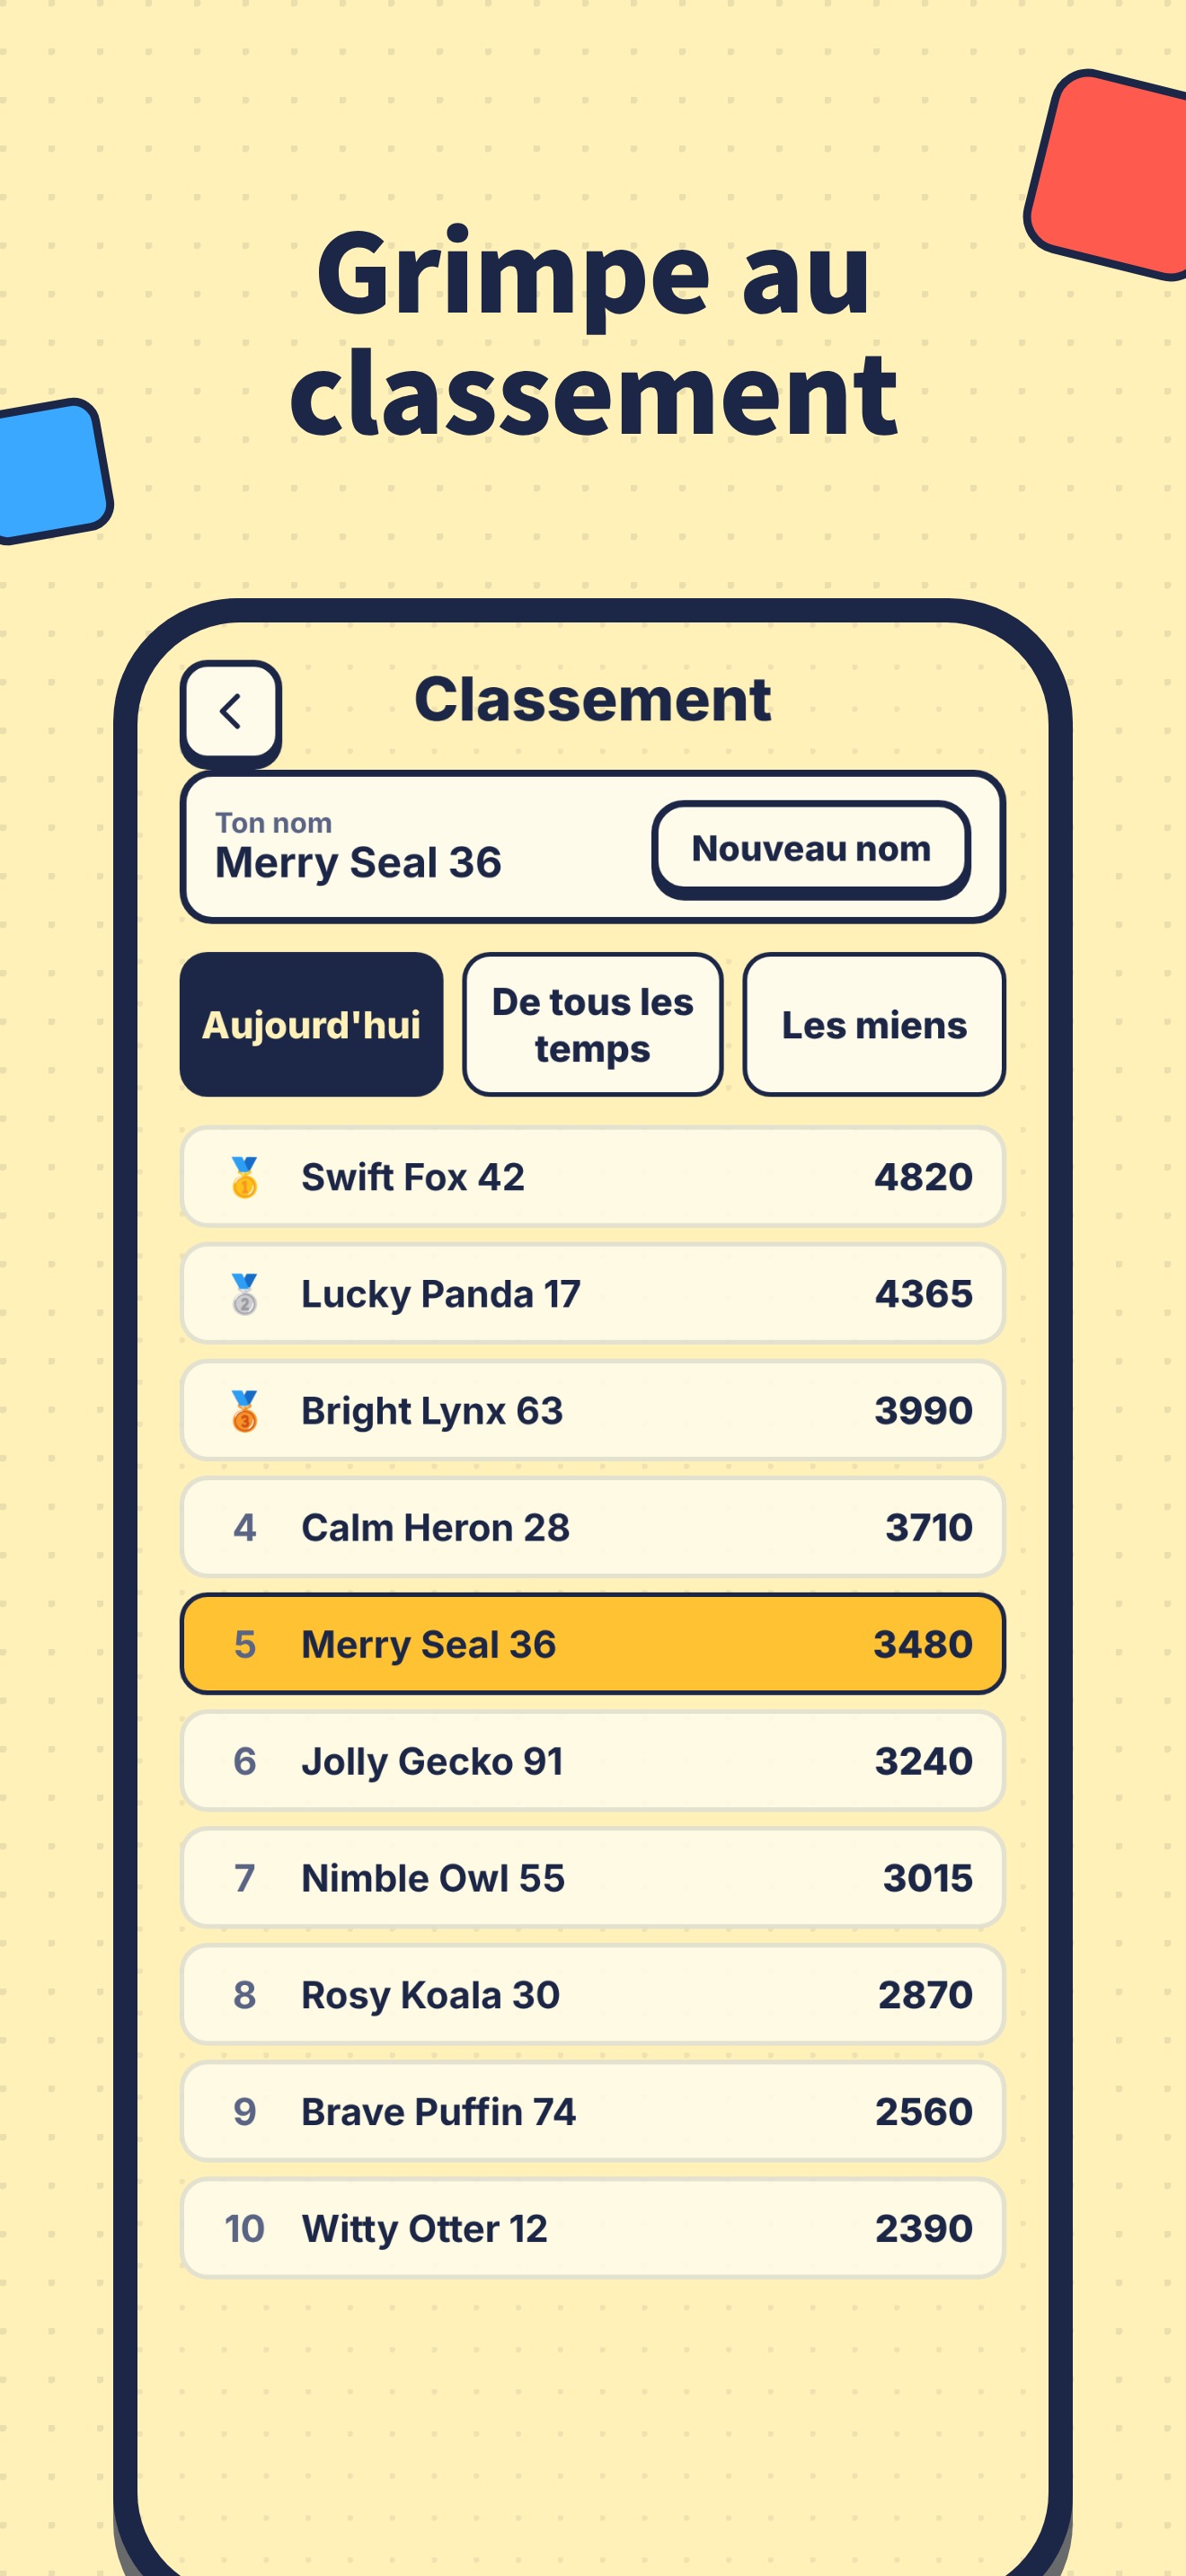 Grimpe au
classement
Classement
Ton nom
Merry Seal 36
Nouveau nom
Aujourd'hui
De tous les
temps
Les miens
1 Swift Fox 42 4820
2 Lucky Panda 17 4365
3 Bright Lynx 63 3990
4 Calm Heron 28 3710
5 Merry Seal 36 3480
6 Jolly Gecko 91 3240
7 Nimble Owl 55 3015
8 Rosy Koala 30 2870
9 Brave Puffin 74 2560
10 Witty Otter 12 2390